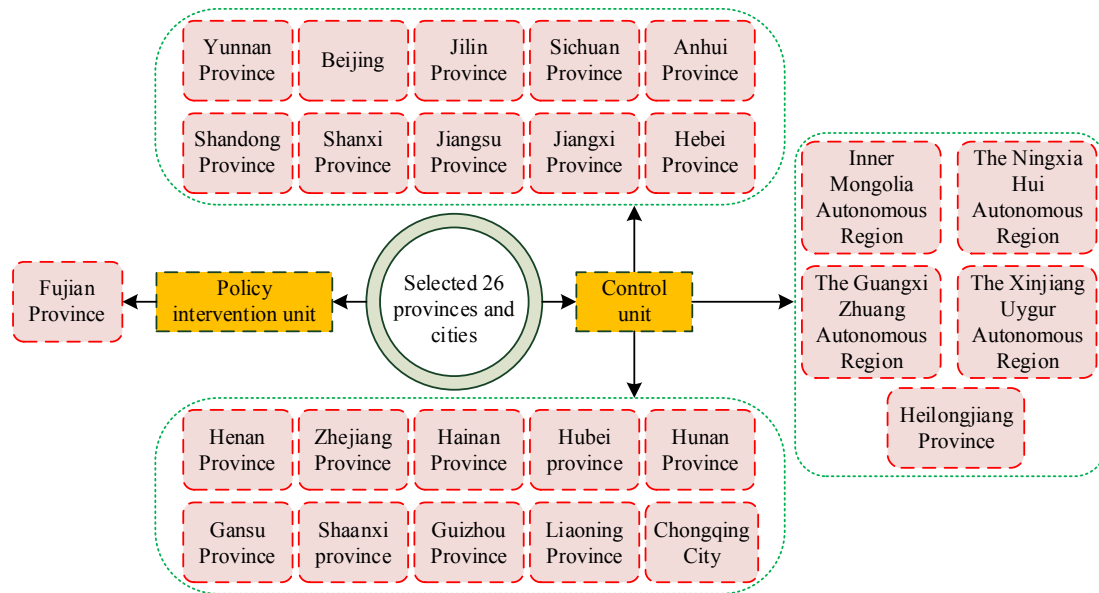 Yunnan
Province
Beijing
Jilin
Province
Sichuan
Province
Anhui
Province
Shandong
Province
Shanxi
Province
Jiangsu
Province
Jiangxi
Province
Hebei
Province
Inner
Mongolia
Autonomous
Region
The Ningxia
Hui
Autonomous
Region
Fujian
Province
Policy
intervention unit
Selected 26
provinces and
cities
Control
unit
The Guangxi
Zhuang
Autonomous
Region
The Xinjiang
Uygur
Autonomous
Region
Heilongjiang
Province
Henan
Province
Zhejiang
Province
Hainan
Province
Hubei
province
Hunan
Province
Gansu
Province
Shaanxi
province
Guizhou
Province
Liaoning
Province
Chongqing
City